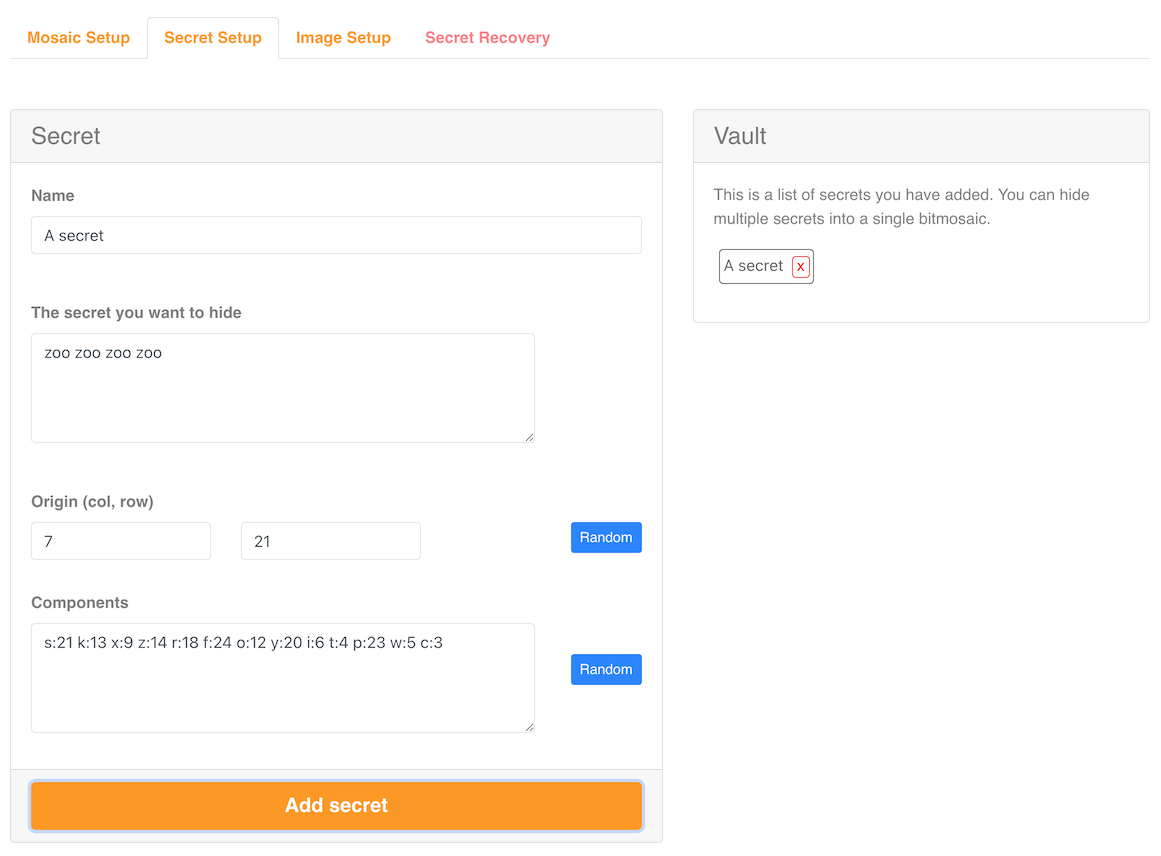 Mosaic Setup Secret Setup Image Setup Secret Recovery
Secret
Name
A secret
The secret you want to hide
zoo zoo zoo zoo
Origin (col, row)
7 21 Random
Components
s:21 k:13 x:9 z:14 r:18 f:24 o:12 y:20 i:6 t:4 p:23 w:5 c:3
Random
Add secret
Vault
This is a list of secrets you have added. You can hide
multiple secrets into a single bitmosaic.
A secret x